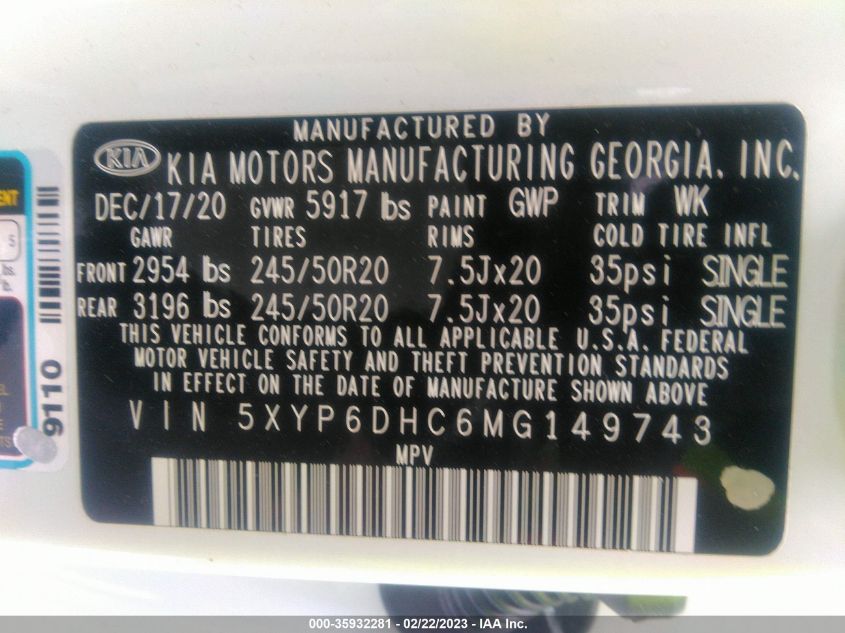 MANUFACTURED BY
KIA KIA MOTORS MANUFACTURING GEORGIA. INC.
DEC/17/20 GVWR 5917 lbs PAINT GWP TRIM WK
GAWR TIRES RIMS COLD TIRE INFL
FRONT 2954 lbs 245/50R20 7.5Jx20 35psi SINGLE
REAR 3196 lbs 245/50R20 7.5Jx20 35psi SINGLE
THIS VEHICLE CONFORMS TO ALL APPLICABLE U.S.A. FEDERAL
MOTOR VEHICLE SAFETY AND THEFT PREVENTION STANDARDS
IN EFFECT ON THE DATE OF MANUFACTURE SHOWN ABOVE
VIN 5XYP6DHC6MG149743
MPV
9110
000-35932281 - 02/22/2023 - IAA Inc.